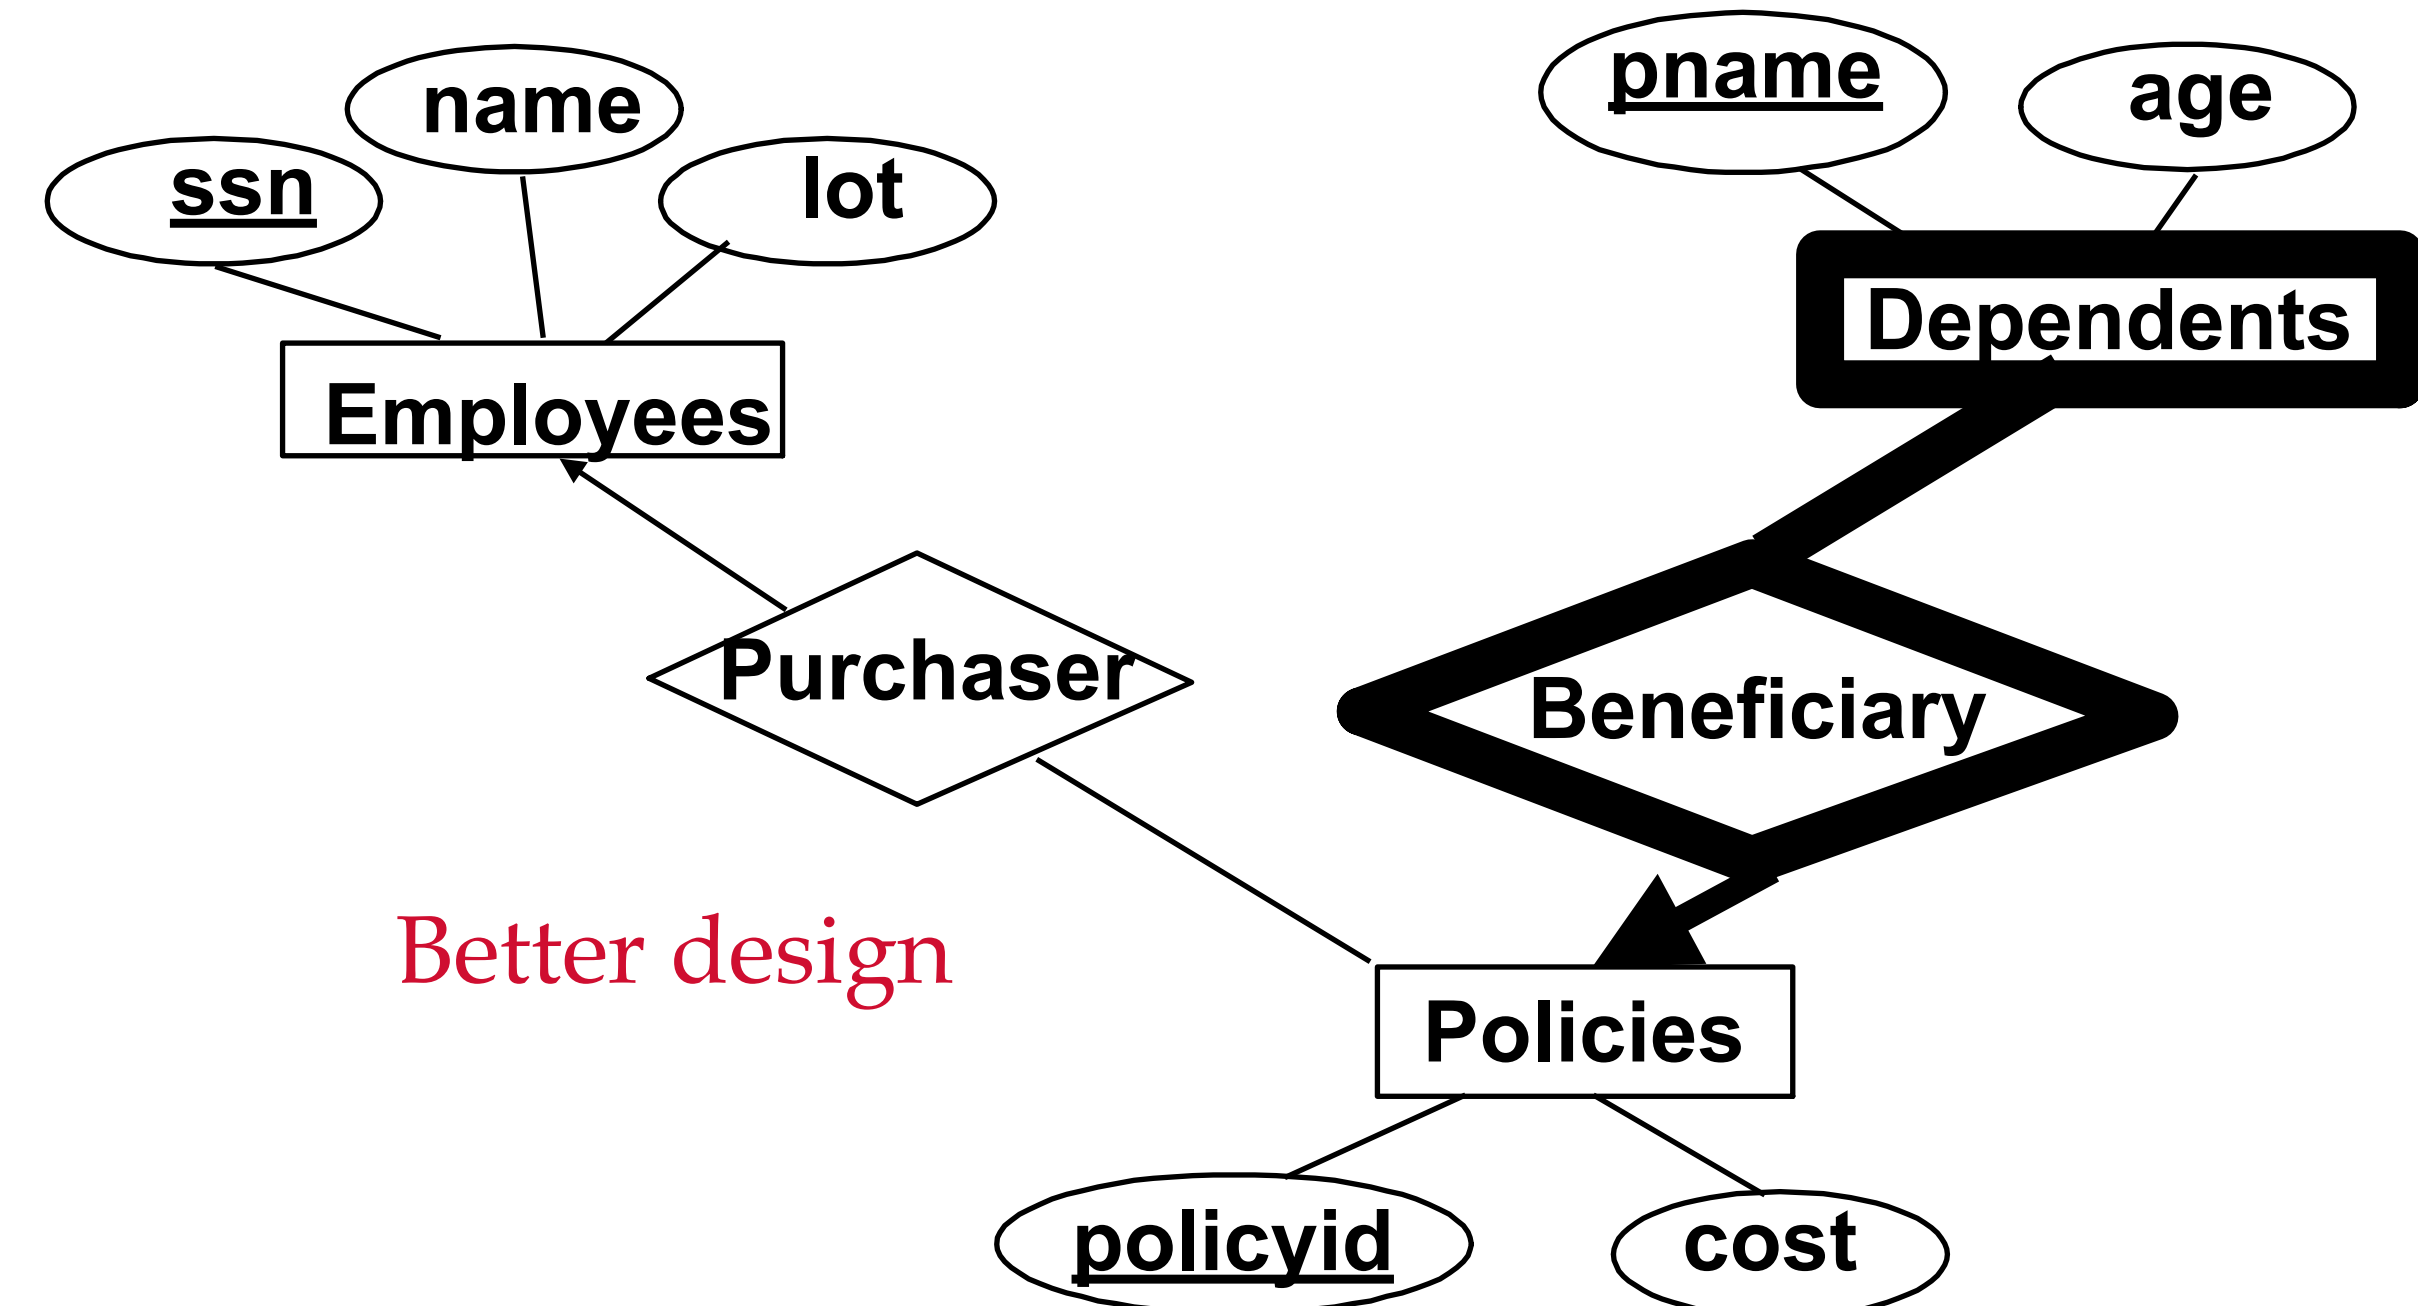 name
ssn
lot
Employees
pname
age
Dependents
Purchaser
Beneficiary
Better design
Policies
policyid
cost